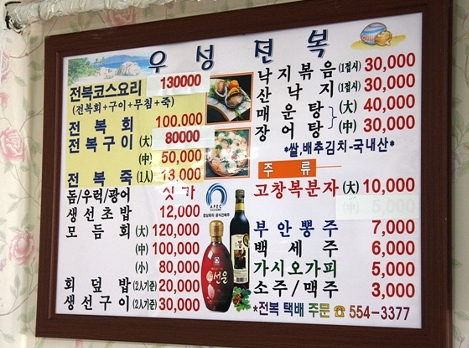 우성전복
전복코스요리 130000
(전복회+구이+무침+죽)
전복회 100,000
전복구이 (大) 80000
(中) 50,000
전복죽 (1人) 13,000
돔/우럭/광어 싯가
생선초밥 12,000
모듬회 (大) 120,000
(中) 100,000
(小) 80,000
회덮밥 (2人기준) 20,000
생선구이 (2人기준) 30,000
APEC
선운
낙지볶음 (1접시) 30,000
산낙지 (1접시) 30,000
매운탕 (大) 40,000
장어탕 (中) 30,000
*쌀,배추김치-국내산*
주류
고창복분자 (大) 10,000
(中)
부안뽕주 7,000
백세주 6,000
가시오가피 5,000
소주/맥주 3,000
*전복 택배 주문 ☎ 554-3377